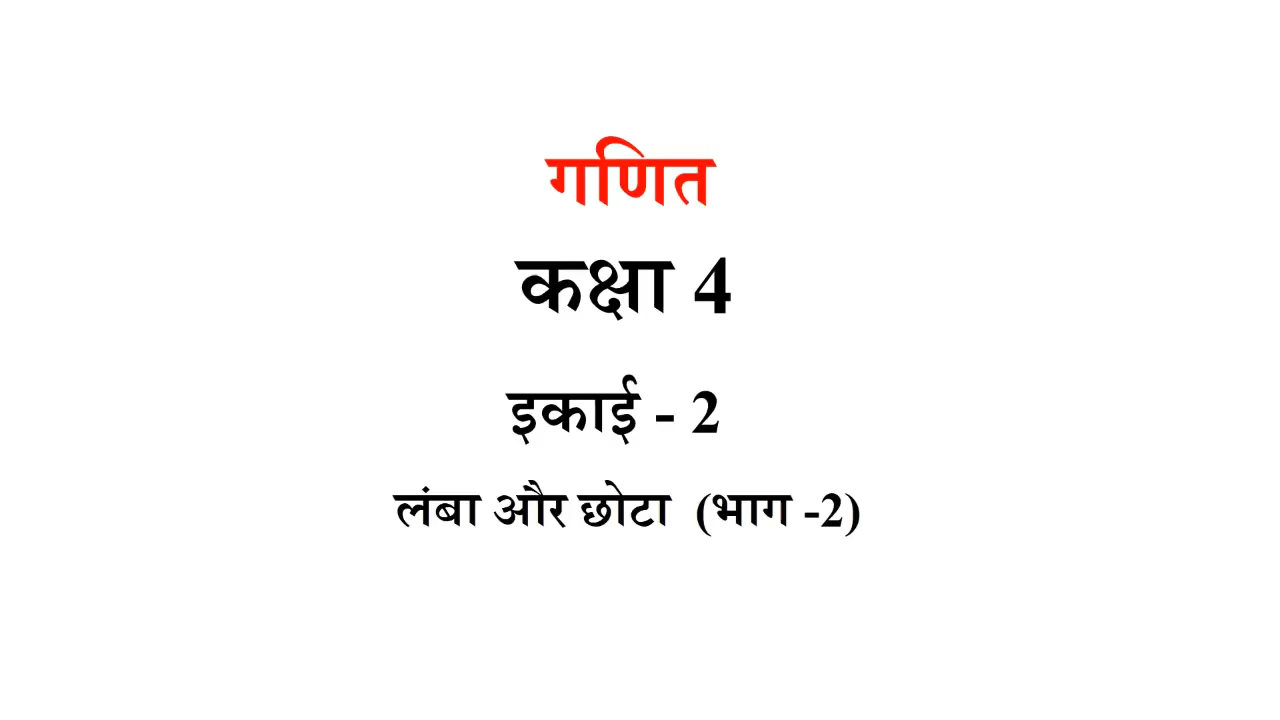 गणित
कक्षा 4
इकाई - 2
लंबा और छोटा (भाग -2)